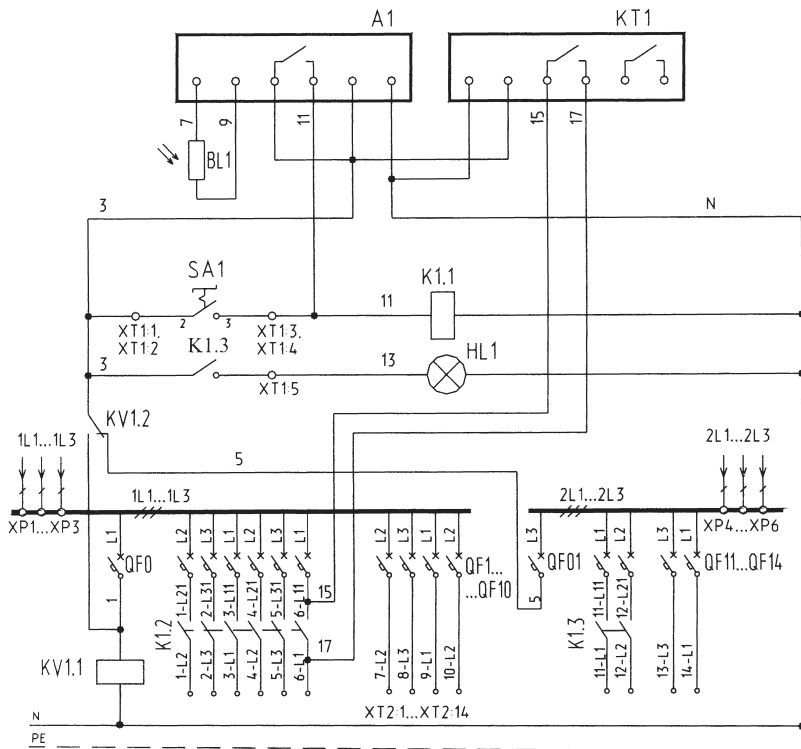 A1
KT1
7
9
11
15
17
BL1
3
N
SA1
K1.1
11
2
3
XT1:1.
XT1:2
XT1:3.
XT1:4
K1.3
13
HL1
3
XT1:5
KV1.2
1L1...1L3
5
2L1...2L3
1L1...1L3
2L1...2L3
XP1...XP3
XP4...XP6
L1
L2
L3
L1
L2
L3
L1
L2
L3
L1
L2
L3
L1
L2
L3
L1
QF0
QF1...
...QF10
QF01
QF11...QF14
1
1-L21
2-L31
3-L11
4-L21
5-L31
6-L11
15
5
11-L11
12-L21
K1.2
17
K1.3
1-L2
2-L3
3-L1
4-L2
5-L3
6-L1
7-L2
8-L3
9-L1
10-L2
11-L1
12-L2
13-L3
14-L1
KV1.1
XT2:1...XT2:14
N
PE